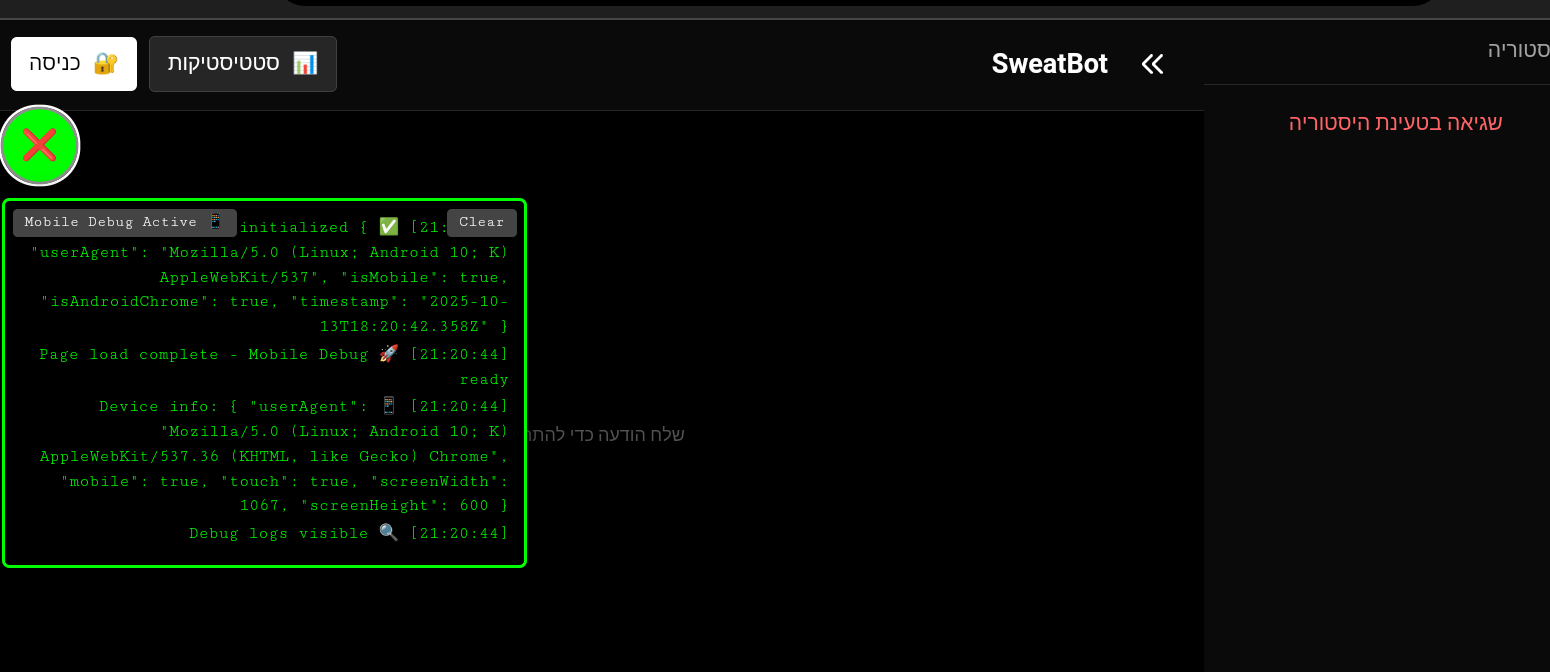 סטוריה
שגיאה בטעינת היסטוריה
SweatBot
📊 סטטיסטיקות
🔐 כניסה
❌
Mobile Debug Active 📱
Clear
initialized { ✅ [21:
"userAgent": "Mozilla/5.0 (Linux; Android 10; K)
AppleWebKit/537", "isMobile": true,
"isAndroidChrome": true, "timestamp": "2025-10-
13T18:20:42.358Z" }
Page load complete - Mobile Debug 🚀 [21:20:44]
ready
Device info: { "userAgent": 📱 [21:20:44]
"Mozilla/5.0 (Linux; Android 10; K)
AppleWebKit/537.36 (KHTML, like Gecko) Chrome",
"mobile": true, "touch": true, "screenWidth":
1067, "screenHeight": 600 }
Debug logs visible 🔍 [21:20:44]
שלח הודעה כדי להתח